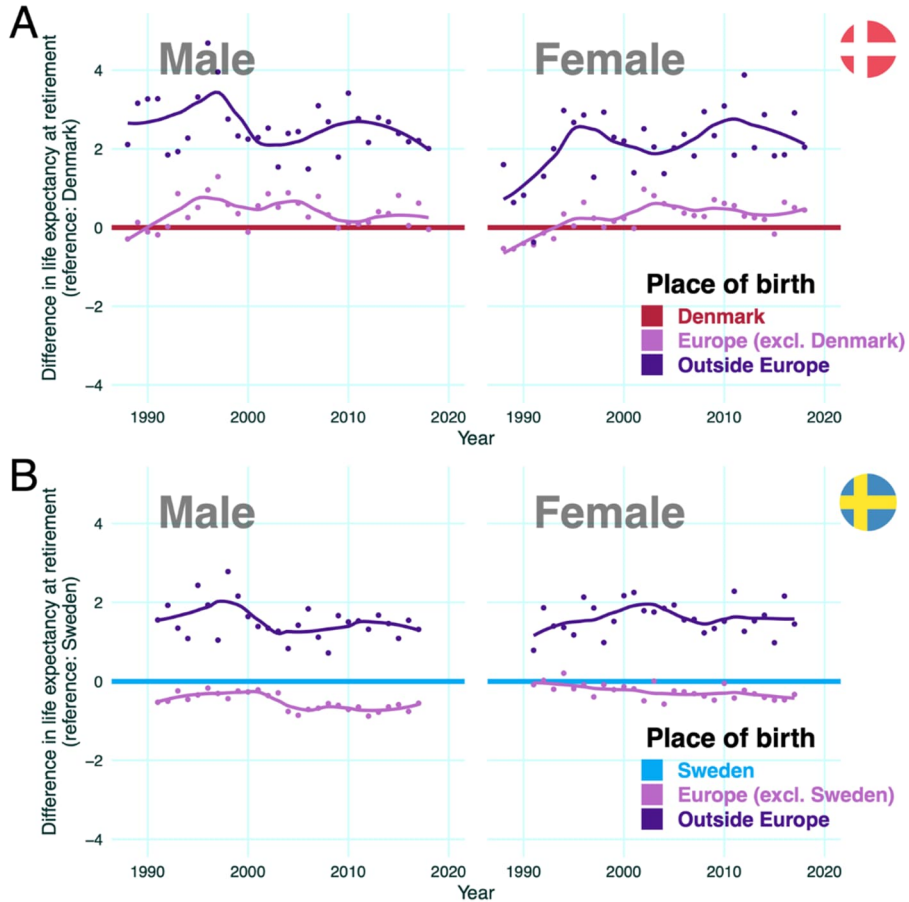 A
Male
Female
Difference in life expectancy at retirement
(reference: Denmark)
4
2
0
−2
−4
Place of birth
Denmark
Europe (excl. Denmark)
Outside Europe
1990
2000
2010
2020
1990
2000
2010
2020
Year
B
Male
Female
Difference in life expectancy at retirement
(reference: Sweden)
4
2
0
−2
−4
Place of birth
Sweden
Europe (excl. Sweden)
Outside Europe
1990
2000
2010
2020
1990
2000
2010
2020
Year